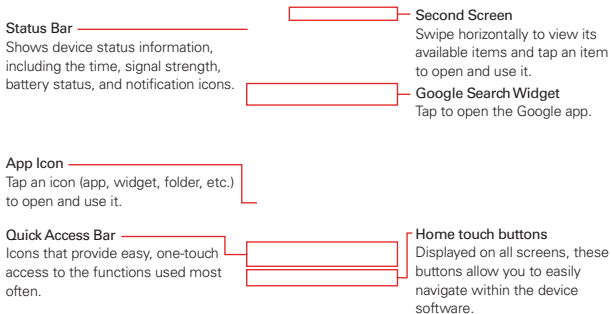 Status Bar
Shows device status information,
including the time, signal strength,
battery status, and notification icons.
App Icon
Tap an icon (app, widget, folder, etc.)
to open and use it.
Quick Access Bar
Icons that provide easy, one-touch
access to the functions used most
often.
Second Screen
Swipe horizontally to view its
available items and tap an item
to open and use it.
Google Search Widget
Tap to open the Google app.
Home touch buttons
Displayed on all screens, these
buttons allow you to easily
navigate within the device
software.